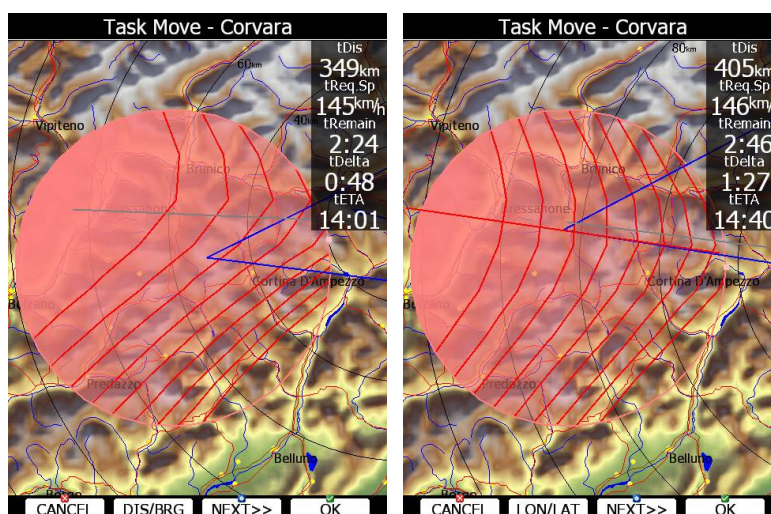 Task Move - Corvara
tDis
349km
tReq.Sp
145km/h
tRemain
2:24
tDelta
0:48
tETA
14:01
60km
40
Vipiteno
Brunico
Bressanone
Cortina D'Ampezzo
Bolzano
Predazzo
Belluno
CANCEL
DIS/BRG
NEXT>>
OK
Task Move - Corvara
tDis
405km
tReq.Sp
146km/h
tRemain
2:46
tDelta
1:27
tETA
14:40
80km
Vipiteno
Brunico
Cortina D'Ampezzo
Predazzo
Belluno
CANCEL
LON/LAT
NEXT>>
OK